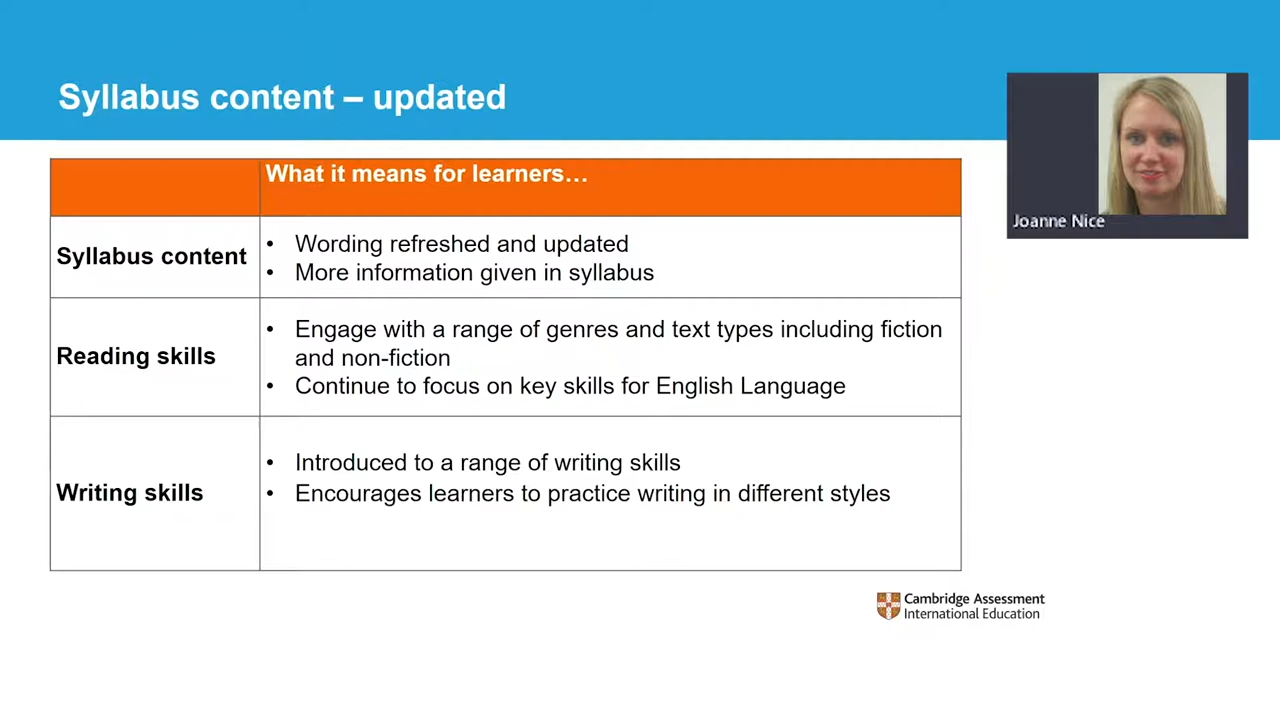 Syllabus content – updated
Joanne Nice
What it means for learners…
Syllabus content
• Wording refreshed and updated
• More information given in syllabus
Reading skills
• Engage with a range of genres and text types including fiction
and non-fiction
• Continue to focus on key skills for English Language
Writing skills
• Introduced to a range of writing skills
• Encourages learners to practice writing in different styles
Cambridge Assessment
International Education